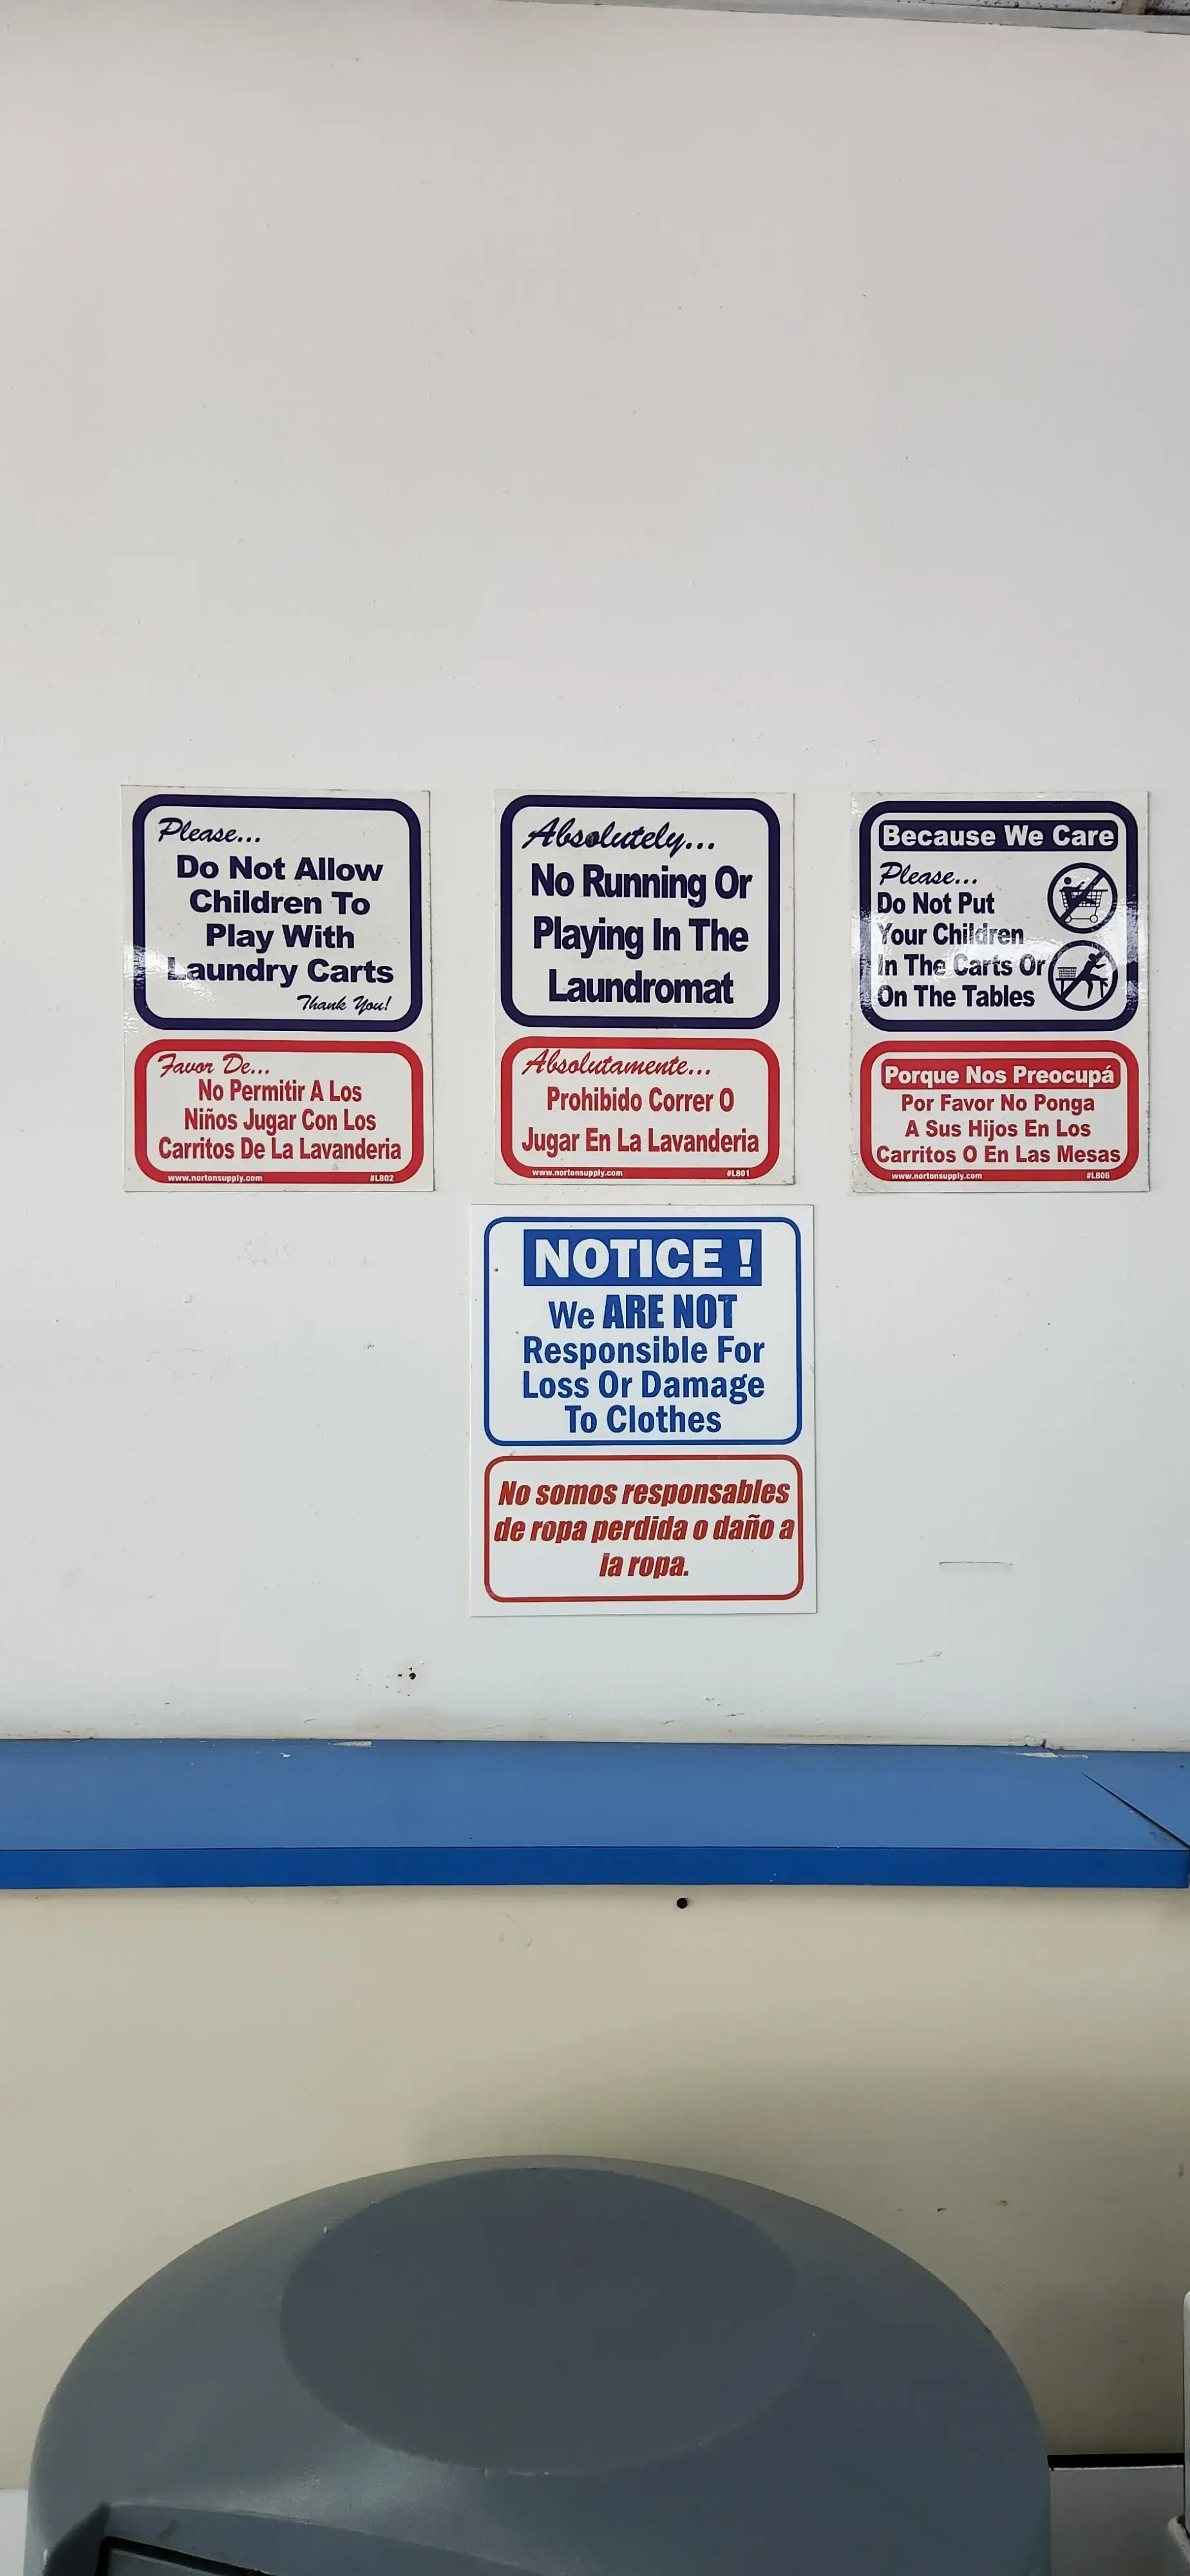 Please...
Do Not Allow
Children To
Play With
Laundry Carts
Thank You!
Favor De...
No Permitir A Los
Niños Jugar Con Los
Carritos De La Lavanderia
www.nortonsupply.com #LB02
Absolutely...
No Running Or
Playing In The
Laundromat
Absolutamente...
Prohibido Correr O
Jugar En La Lavanderia
www.nortonsupply.com #LB01
Because We Care
Please...
Do Not Put
Your Children
In The Carts Or
On The Tables
Porque Nos Preocupá
Por Favor No Ponga
A Sus Hijos En Los
Carritos O En Las Mesas
www.nortonsupply.com #LB06
NOTICE !
We ARE NOT
Responsible For
Loss Or Damage
To Clothes
No somos responsables
de ropa perdida o daño a
la ropa.